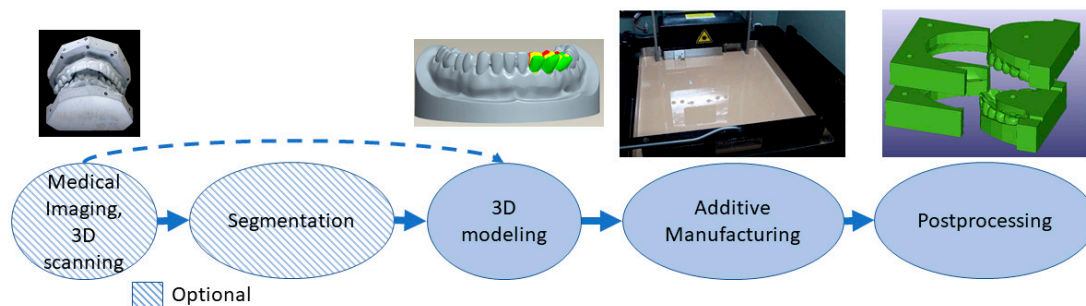 Medical
Imaging,
3D
scanning
Segmentation
3D
modeling
Additive
Manufacturing
Postprocessing
Optional